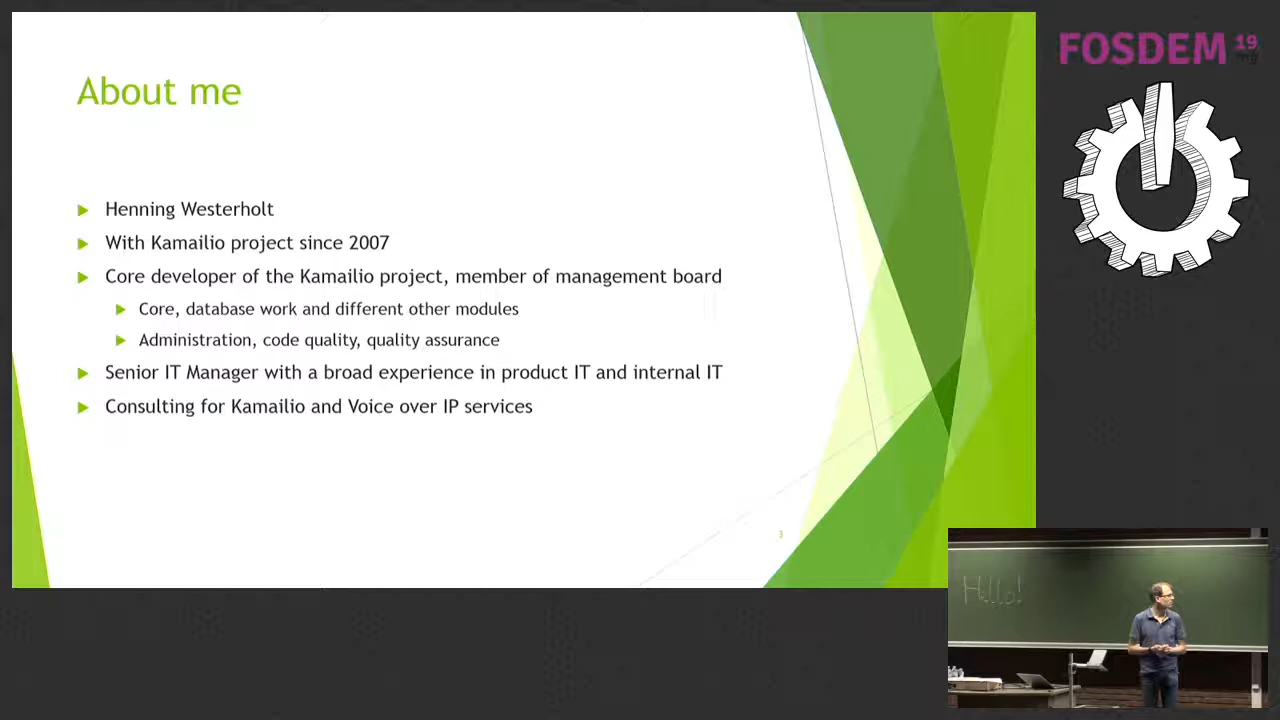 About me
Henning Westerholt
With Kamailio project since 2007
Core developer of the Kamailio project, member of management board
Core, database work and different other modules
Administration, code quality, quality assurance
Senior IT Manager with a broad experience in product IT and internal IT
Consulting for Kamailio and Voice over IP services
3
FOSDEM 19
.org
Hello!